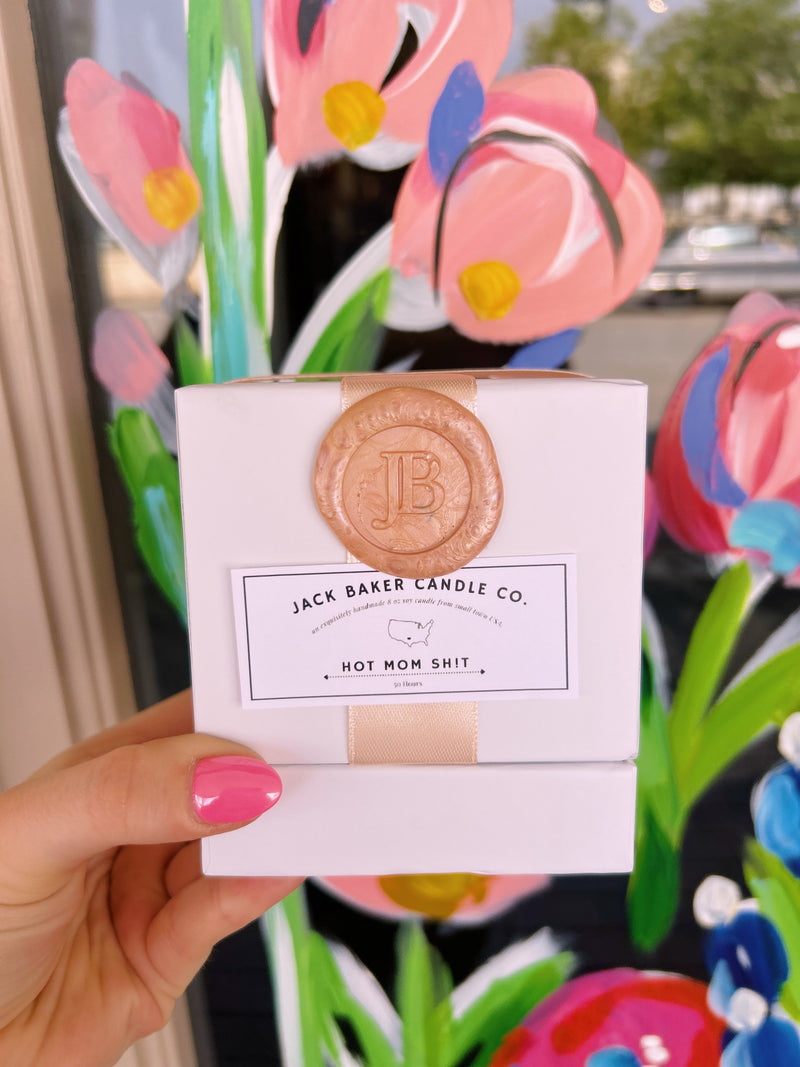 JB
JACK BAKER CANDLE CO.
an exquisitely handmade 8 oz soy candle from small town USA.
HOT MOM SH!T
50 Hours